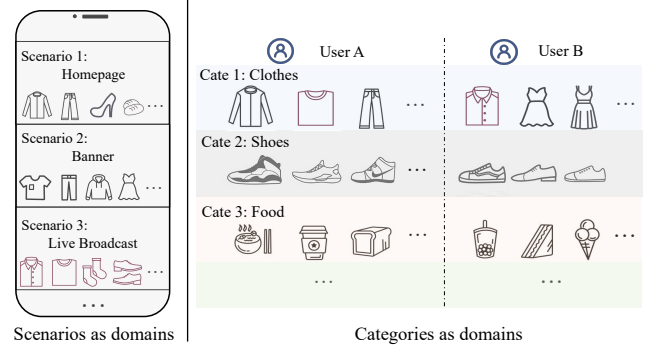 Scenario 1:
Homepage
...
Scenario 2:
Banner
...
Scenario 3:
Live Broadcast
...
...
Scenarios as domains
User A
User B
Cate 1: Clothes
...
...
Cate 2: Shoes
...
...
Cate 3: Food
...
...
...
...
Categories as domains